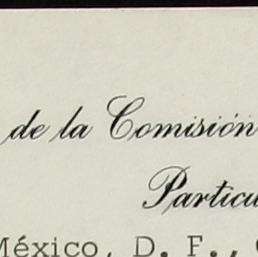 de la Comisión
Particu
México, D. F.,